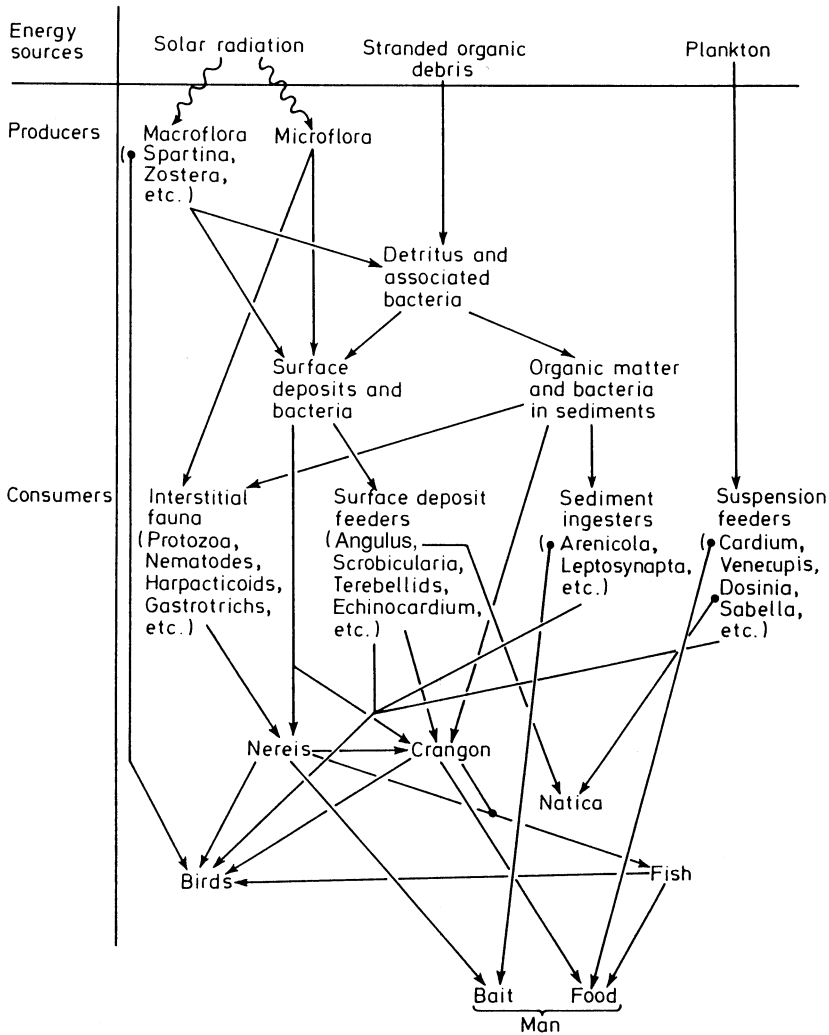 Energy
sources
Solar radiation
Stranded organic
debris
Plankton
Producers
Macroflora
(Spartina,
Zostera,
etc.)
Microflora
Detritus and
associated
bacteria
Surface
deposits and
bacteria
Organic matter
and bacteria
in sediments
Consumers
Interstitial
fauna
(Protozoa,
Nematodes,
Harpacticoids,
Gastrotrichs,
etc.)
Surface deposit
feeders
(Angulus,
Scrobicularia,
Terebellids,
Echinocardium,
etc.)
Sediment
ingesters
(Arenicola,
Leptosynapta,
etc.)
Suspension
feeders
(Cardium,
Venerupis,
Dosinia,
Sabella,
etc.)
Nereis
Crangon
Natica
Birds
Fish
Bait
Food
Man